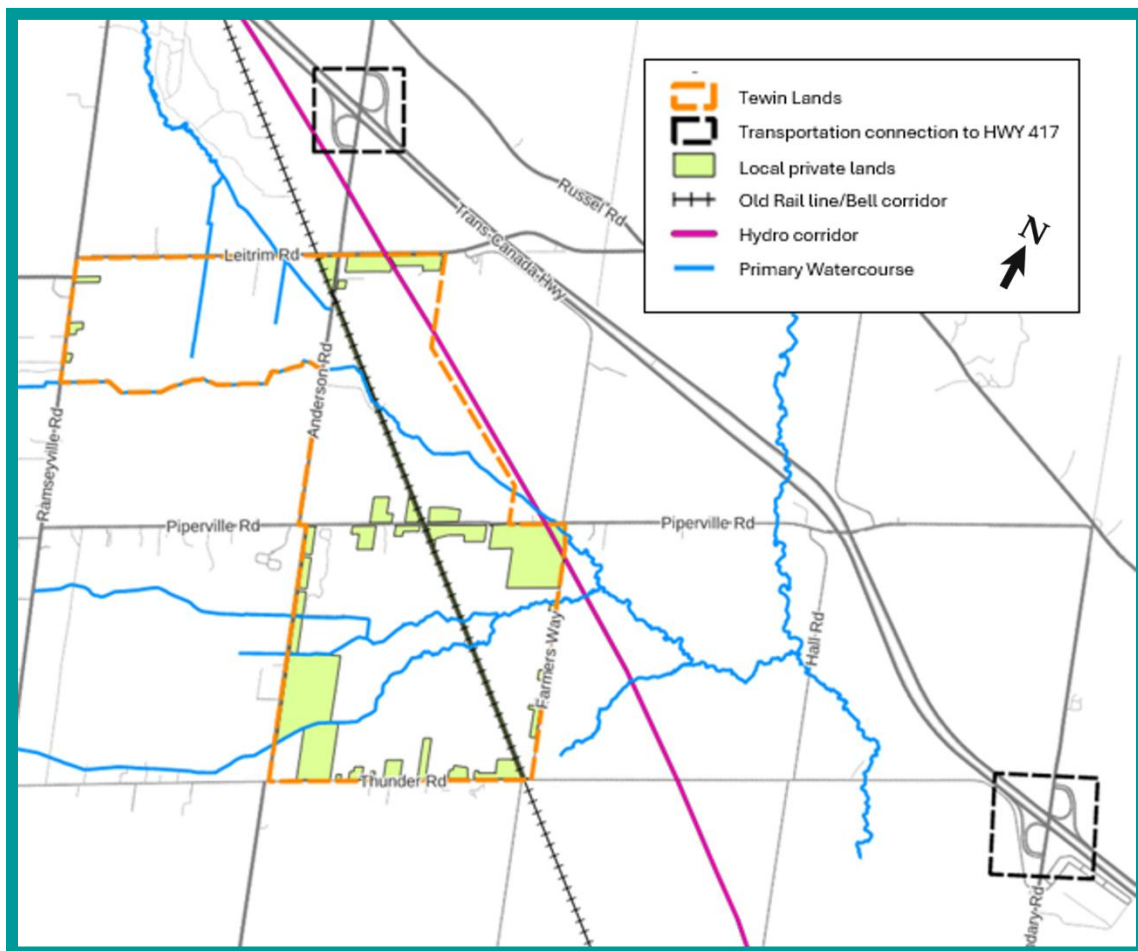 Tewin Lands
Transportation connection to HWY 417
Local private lands
Old Rail line/Bell corridor
Hydro corridor
Primary Watercourse
N
Russel Rd
Trans-Canada Hwy
Leitrim Rd
Anderson Rd
Ramseyville Rd
Piperville Rd
Piperville Rd
Farmers Way
Hall Rd
Thunder Rd
dary Rd